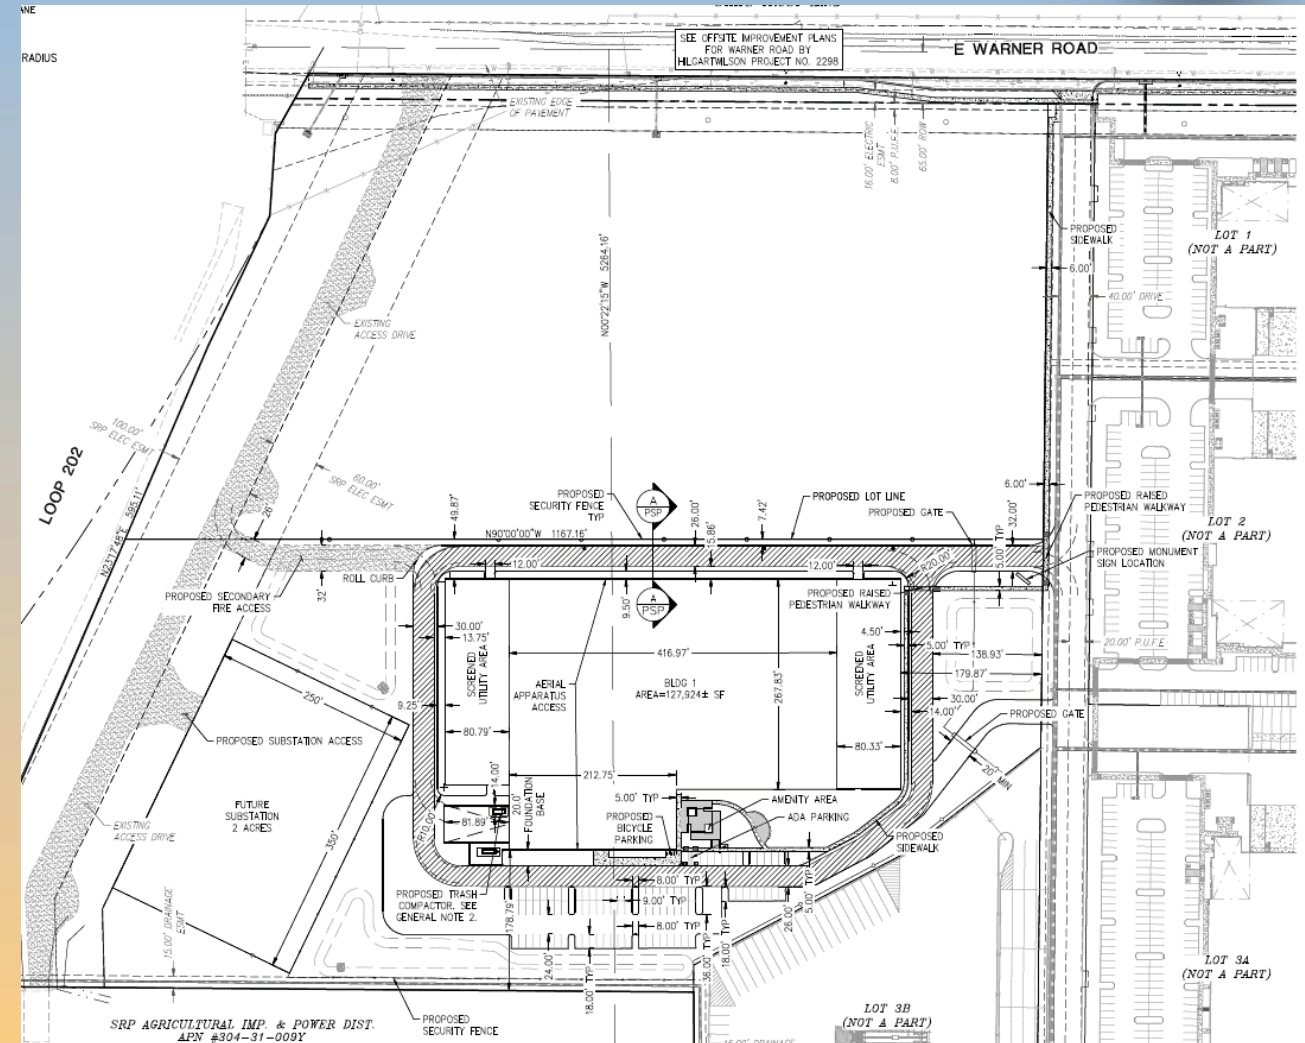 ANE
RADIUS
SEE OFFSITE IMPROVEMENT PLANS
FOR WARNER ROAD BY
HILGARTWILSON PROJECT NO. 2298
E WARNER ROAD
EXISTING EDGE
OF PAVEMENT
16.00' ELECTRIC
ESMT
8.00' P.U.F.E
65.00' ROW
PROPOSED
SIDEWALK
LOT 1
(NOT A PART)
6.00'
40.00' DRIVE
N00°22'15"W 5264.16'
EXISTING
ACCESS DRIVE
100.00'
SRP ELEC ESMT
60.00'
SRP ELEC ESMT
LOOP 202
N23°17'48"E 595.11'
26'
PROPOSED
SECURITY FENCE
TYP
A
PSP
PROPOSED LOT LINE
PROPOSED GATE
6.00'
PROPOSED RAISED
PEDESTRIAN WALKWAY
LOT 2
(NOT A PART)
49.87'
N90°00'00"W 1167.16'
26.00'
15.86'
7.42'
5.00' TYP
32.00'
PROPOSED MONUMENT
SIGN LOCATION
ROLL CURB
12.00'
12.00'
R20.00'
PROPOSED SECONDARY
FIRE ACCESS
32'
9.50'
A
PSP
PROPOSED RAISED
PEDESTRIAN WALKWAY
30.00'
13.75'
SCREENED
UTILITY AREA
416.97'
4.50'
SCREENED
UTILITY AREA
5.00' TYP
138.93'
179.87'
20.00' P.U.F.E
AERIAL
APPARATUS
ACCESS
BLDG 1
AREA=127,924± SF
267.83'
250'
9.25'
30.00'
14.00'
PROPOSED GATE
PROPOSED SUBSTATION ACCESS
80.79'
80.33'
212.75'
14.00'
20' MIN
FUTURE
SUBSTATION
2 ACRES
350'
20.0'
FOUNDATION
BASE
5.00' TYP
AMENITY AREA
ADA PARKING
PROPOSED
BICYCLE
PARKING
EXISTING
ACCESS DRIVE
R10.00'
81.89'
PROPOSED
SIDEWALK
PROPOSED TRASH
COMPACTOR. SEE
GENERAL NOTE 2.
8.00' TYP
9.00' TYP
8.00' TYP
178.79'
26.00'
5.00' TYP
15.00' DRAINAGE
ESMT
24.00'
18.00' TYP
36.00' TYP
18.00' TYP
LOT 3A
(NOT A PART)
SRP AGRICULTURAL IMP. & POWER DIST.
APN #304-31-009Y
PROPOSED
SECURITY FENCE
LOT 3B
(NOT A PART)